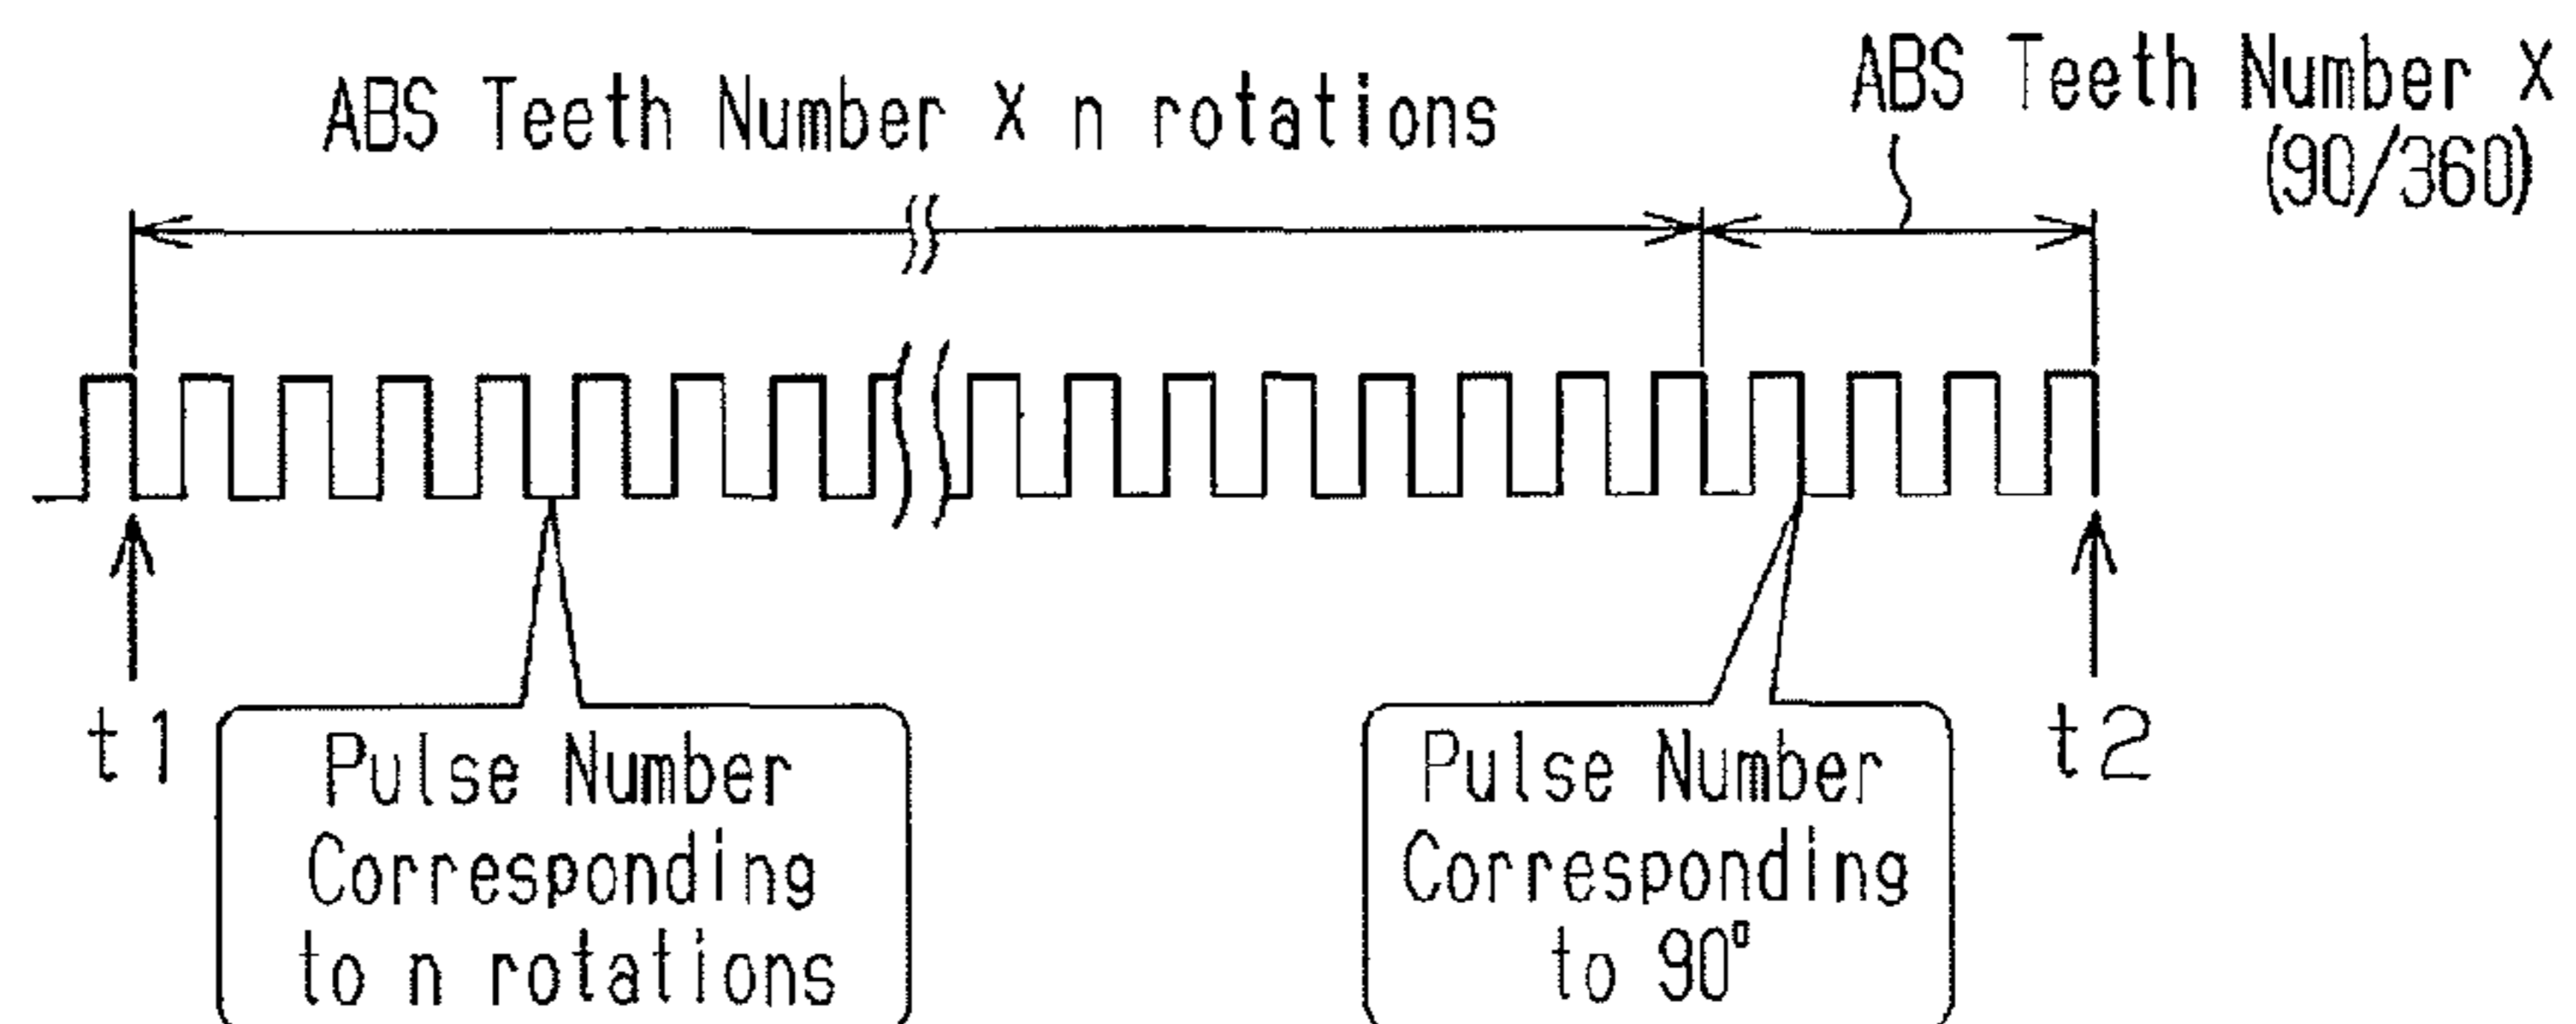 ABS Teeth Number X n rotations
ABS Teeth Number X
(90/360)
t1
t2
Pulse Number
Corresponding
to n rotations
Pulse Number
Corresponding
to 90°